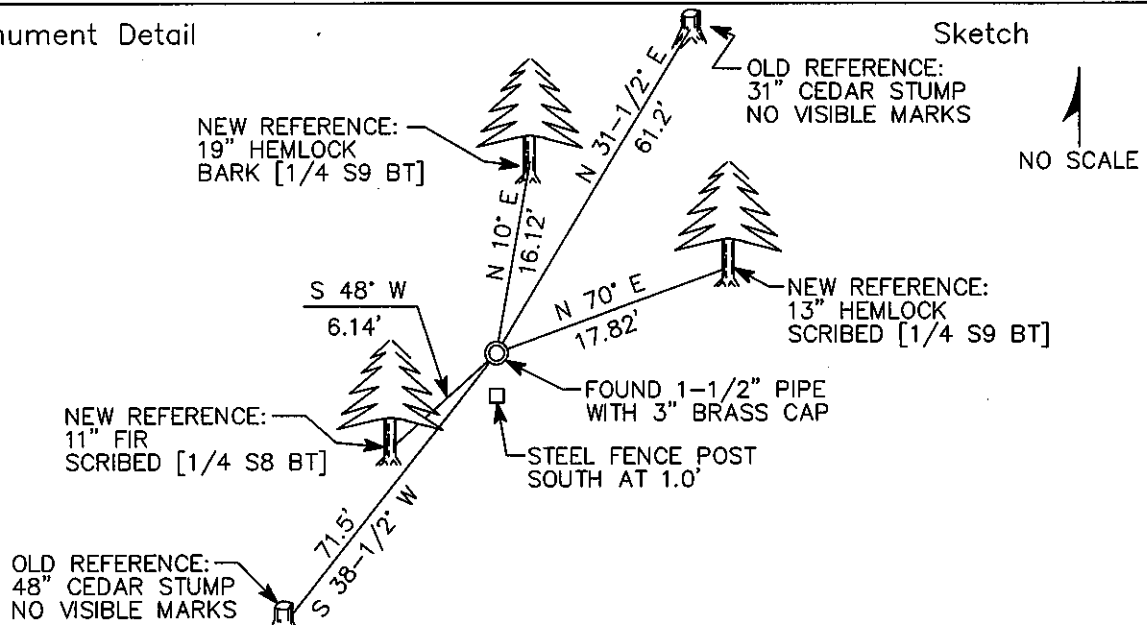 nument Detail
Sketch
OLD REFERENCE:
31" CEDAR STUMP
NO VISIBLE MARKS
NO SCALE
NEW REFERENCE:
19" HEMLOCK
BARK [1/4 S9 BT]
N 31-1/2° E
61.2'
N 10° E
16.12'
N 70° E
17.82'
NEW REFERENCE:
13" HEMLOCK
SCRIBED [1/4 S9 BT]
S 48° W
6.14'
FOUND 1-1/2" PIPE
WITH 3" BRASS CAP
NEW REFERENCE:
11" FIR
SCRIBED [1/4 S8 BT]
STEEL FENCE POST
SOUTH AT 1.0'
71.5'
S 38-1/2° W
OLD REFERENCE:
48" CEDAR STUMP
NO VISIBLE MARKS